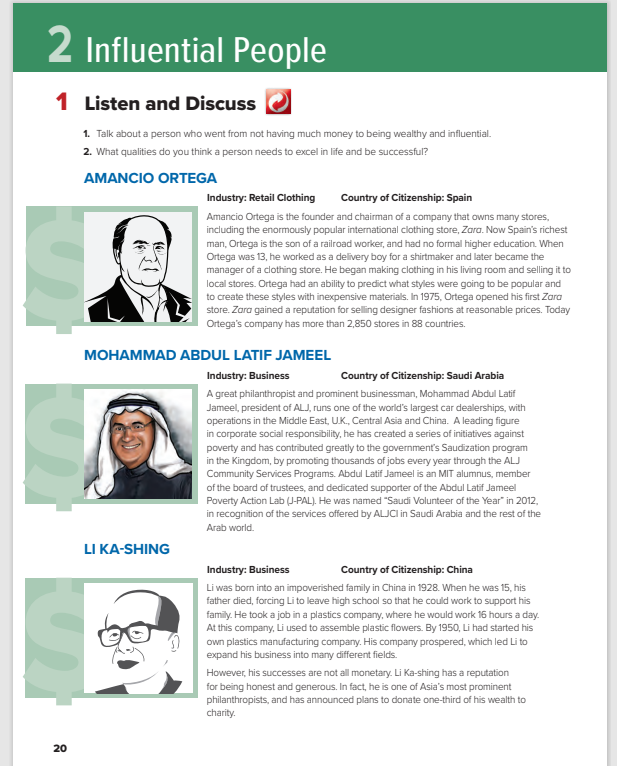 2 Influential People
1 Listen and Discuss
1. Talk about a person who went from not having much money to being wealthy and influential.
2. What qualities do you think a person needs to excel in life and be successful?
AMANCIO ORTEGA
Industry: Retail Clothing Country of Citizenship: Spain
Amancio Ortega is the founder and chairman of a company that owns many stores,
including the enormously popular international clothing store, Zara. Now Spain's richest
man, Ortega is the son of a railroad worker, and had no formal higher education. When
Ortega was 13, he worked as a delivery boy for a shirtmaker and later became the
manager of a clothing store. He began making clothing in his living room and selling it to
local stores. Ortega had an ability to predict what styles were going to be popular and
to create these styles with inexpensive materials. In 1975, Ortega opened his first Zara
store. Zara gained a reputation for selling designer fashions at reasonable prices. Today
Ortega's company has more than 2,850 stores in 88 countries.
$
MOHAMMAD ABDUL LATIF JAMEEL
Industry: Business Country of Citizenship: Saudi Arabia
A great philanthropist and prominent businessman, Mohammad Abdul Latif
Jameel, president of ALJ, runs one of the world's largest car dealerships, with
operations in the Middle East, U.K., Central Asia and China. A leading figure
in corporate social responsibility, he has created a series of initiatives against
poverty and has contributed greatly to the government's Saudization program
in the Kingdom, by promoting thousands of jobs every year through the ALJ
Community Services Programs. Abdul Latif Jameel is an MIT alumnus, member
of the board of trustees, and dedicated supporter of the Abdul Latif Jameel
Poverty Action Lab (J-PAL). He was named "Saudi Volunteer of the Year" in 2012,
in recognition of the services offered by ALJCI in Saudi Arabia and the rest of the
Arab world.
$
LI KA-SHING
Industry: Business Country of Citizenship: China
Li was born into an impoverished family in China in 1928. When he was 15, his
father died, forcing Li to leave high school so that he could work to support his
family. He took a job in a plastics company, where he would work 16 hours a day.
At this company, Li used to assemble plastic flowers. By 1950, Li had started his
own plastics manufacturing company. His company prospered, which led Li to
expand his business into many different fields.
However, his successes are not all monetary. Li Ka-shing has a reputation
for being honest and generous. In fact, he is one of Asia's most prominent
philanthropists, and has announced plans to donate one-third of his wealth to
charity.
$
20